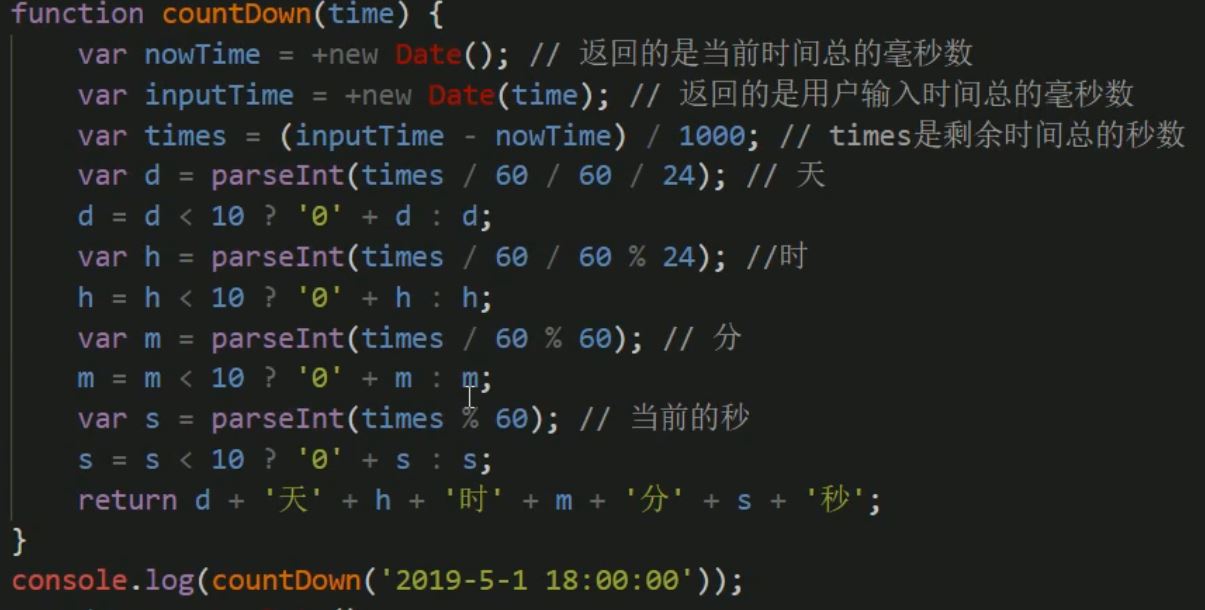 function countDown(time) {
    var nowTime = +new Date(); // 返回的是当前时间总的毫秒数
    var inputTime = +new Date(time); // 返回的是用户输入时间总的毫秒数
    var times = (inputTime - nowTime) / 1000; // times是剩余时间总的秒数
    var d = parseInt(times / 60 / 60 / 24); // 天
    d = d < 10 ? '0' + d : d;
    var h = parseInt(times / 60 / 60 % 24); //时
    h = h < 10 ? '0' + h : h;
    var m = parseInt(times / 60 % 60); // 分
    m = m < 10 ? '0' + m : m;
    var s = parseInt(times % 60); // 当前的秒
    s = s < 10 ? '0' + s : s;
    return d + '天' + h + '时' + m + '分' + s + '秒';
}
console.log(countDown('2019-5-1 18:00:00'));